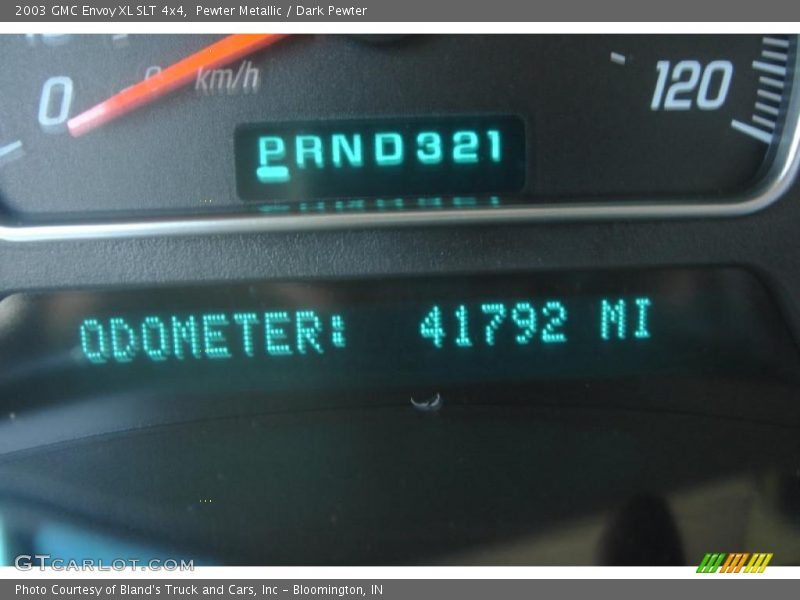 2003 GMC Envoy XL SLT 4x4, Pewter Metallic / Dark Pewter
0
0 km/h
120
PRND321
ODOMETER: 41792 MI
GTCARLOT.COM
Photo Courtesy of Bland's Truck and Cars, Inc - Bloomington, IN